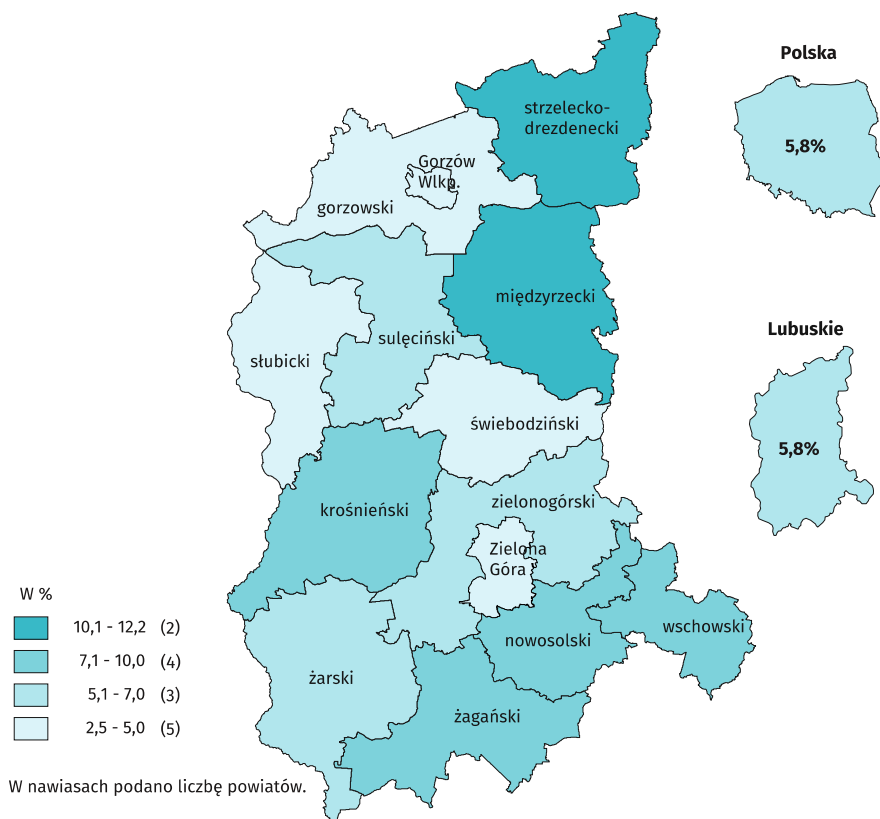 Polska
5,8%
strzelecko-
drezdenecki
Gorzów
Wlkp.
gorzowski
międzyrzecki
Lubuskie
5,8%
sulęciński
słubicki
świebodziński
zielonogórski
krośnieński
Zielona
Góra
W %
10,1 - 12,2 (2)
7,1 - 10,0 (4)
5,1 - 7,0 (3)
2,5 - 5,0 (5)
nowosolski
wschowski
żarski
żagański
W nawiasach podano liczbę powiatów.